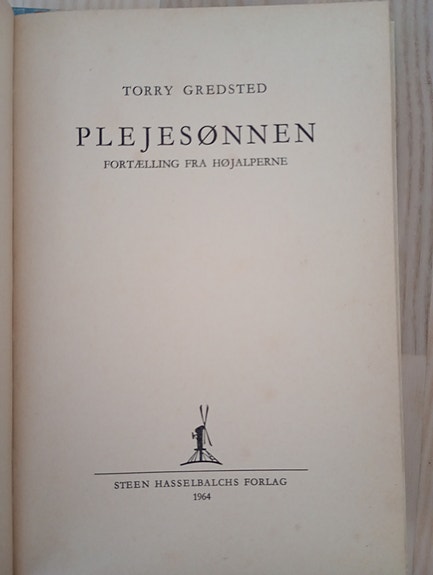 TORRY GREDSTED
PLEJESØNNEN
FORTÆLLING FRA HØJALPERNE
STEEN HASSELBALCHS FORLAG
1964